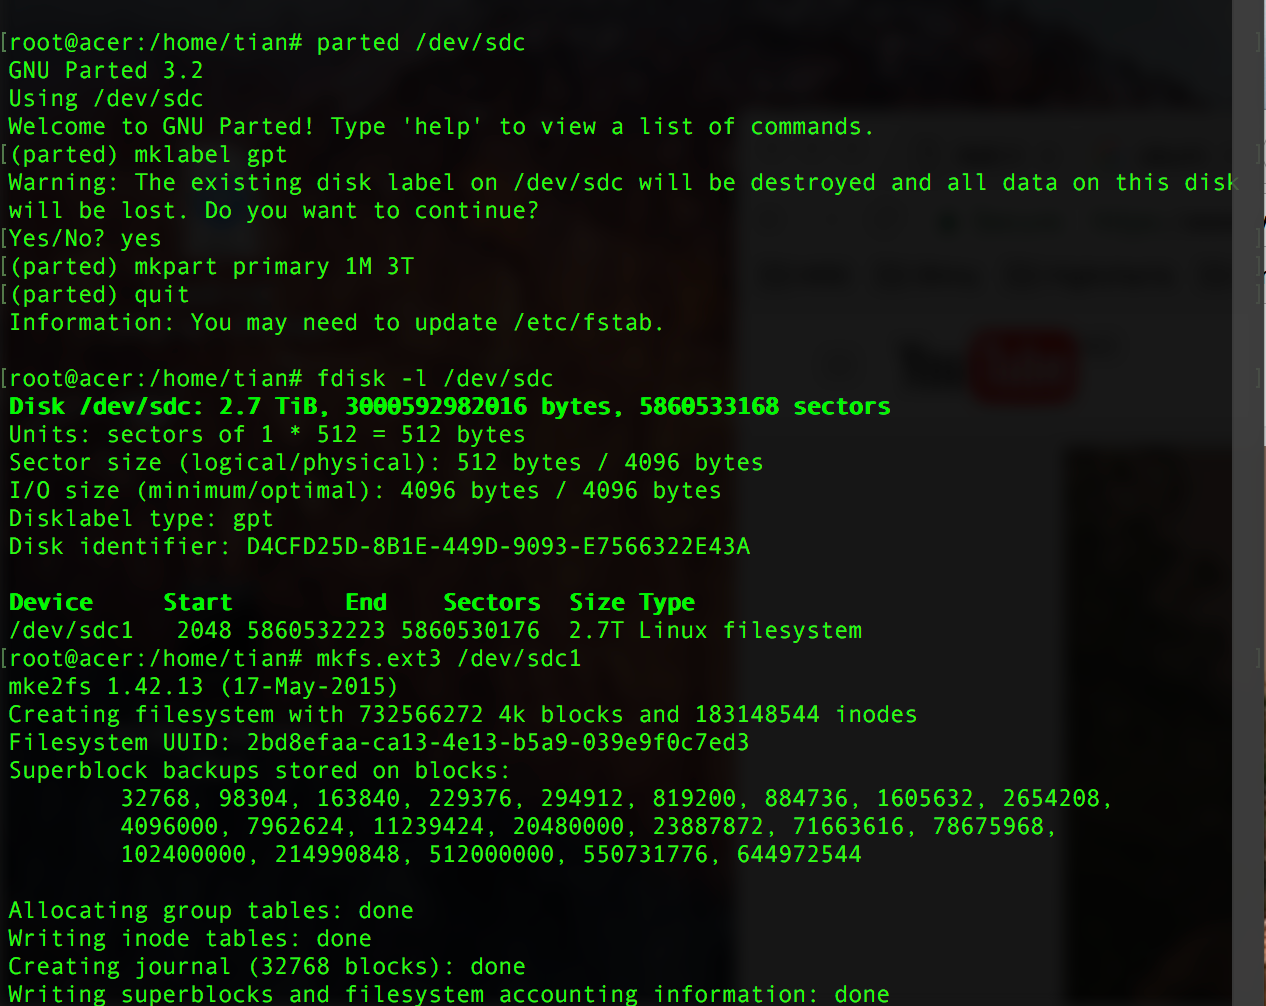 [root@acer:/home/tian# parted /dev/sdc ]
GNU Parted 3.2
Using /dev/sdc
Welcome to GNU Parted! Type 'help' to view a list of commands.
[(parted) mklabel gpt ]
Warning: The existing disk label on /dev/sdc will be destroyed and all data on this disk
will be lost. Do you want to continue?
[Yes/No? yes ]
[(parted) mkpart primary 1M 3T ]
[(parted) quit ]
Information: You may need to update /etc/fstab.
[root@acer:/home/tian# fdisk -l /dev/sdc ]
Disk /dev/sdc: 2.7 TiB, 3000592982016 bytes, 5860533168 sectors
Units: sectors of 1 * 512 = 512 bytes
Sector size (logical/physical): 512 bytes / 4096 bytes
I/O size (minimum/optimal): 4096 bytes / 4096 bytes
Disklabel type: gpt
Disk identifier: D4CFD25D-8B1E-449D-9093-E7566322E43A
Device Start End Sectors Size Type
/dev/sdc1 2048 5860532223 5860530176 2.7T Linux filesystem
[root@acer:/home/tian# mkfs.ext3 /dev/sdc1 ]
mke2fs 1.42.13 (17-May-2015)
Creating filesystem with 732566272 4k blocks and 183148544 inodes
Filesystem UUID: 2bd8efaa-ca13-4e13-b5a9-039e9f0c7ed3
Superblock backups stored on blocks:
32768, 98304, 163840, 229376, 294912, 819200, 884736, 1605632, 2654208,
4096000, 7962624, 11239424, 20480000, 23887872, 71663616, 78675968,
102400000, 214990848, 512000000, 550731776, 644972544
Allocating group tables: done
Writing inode tables: done
Creating journal (32768 blocks): done
Writing superblocks and filesystem accounting information: done